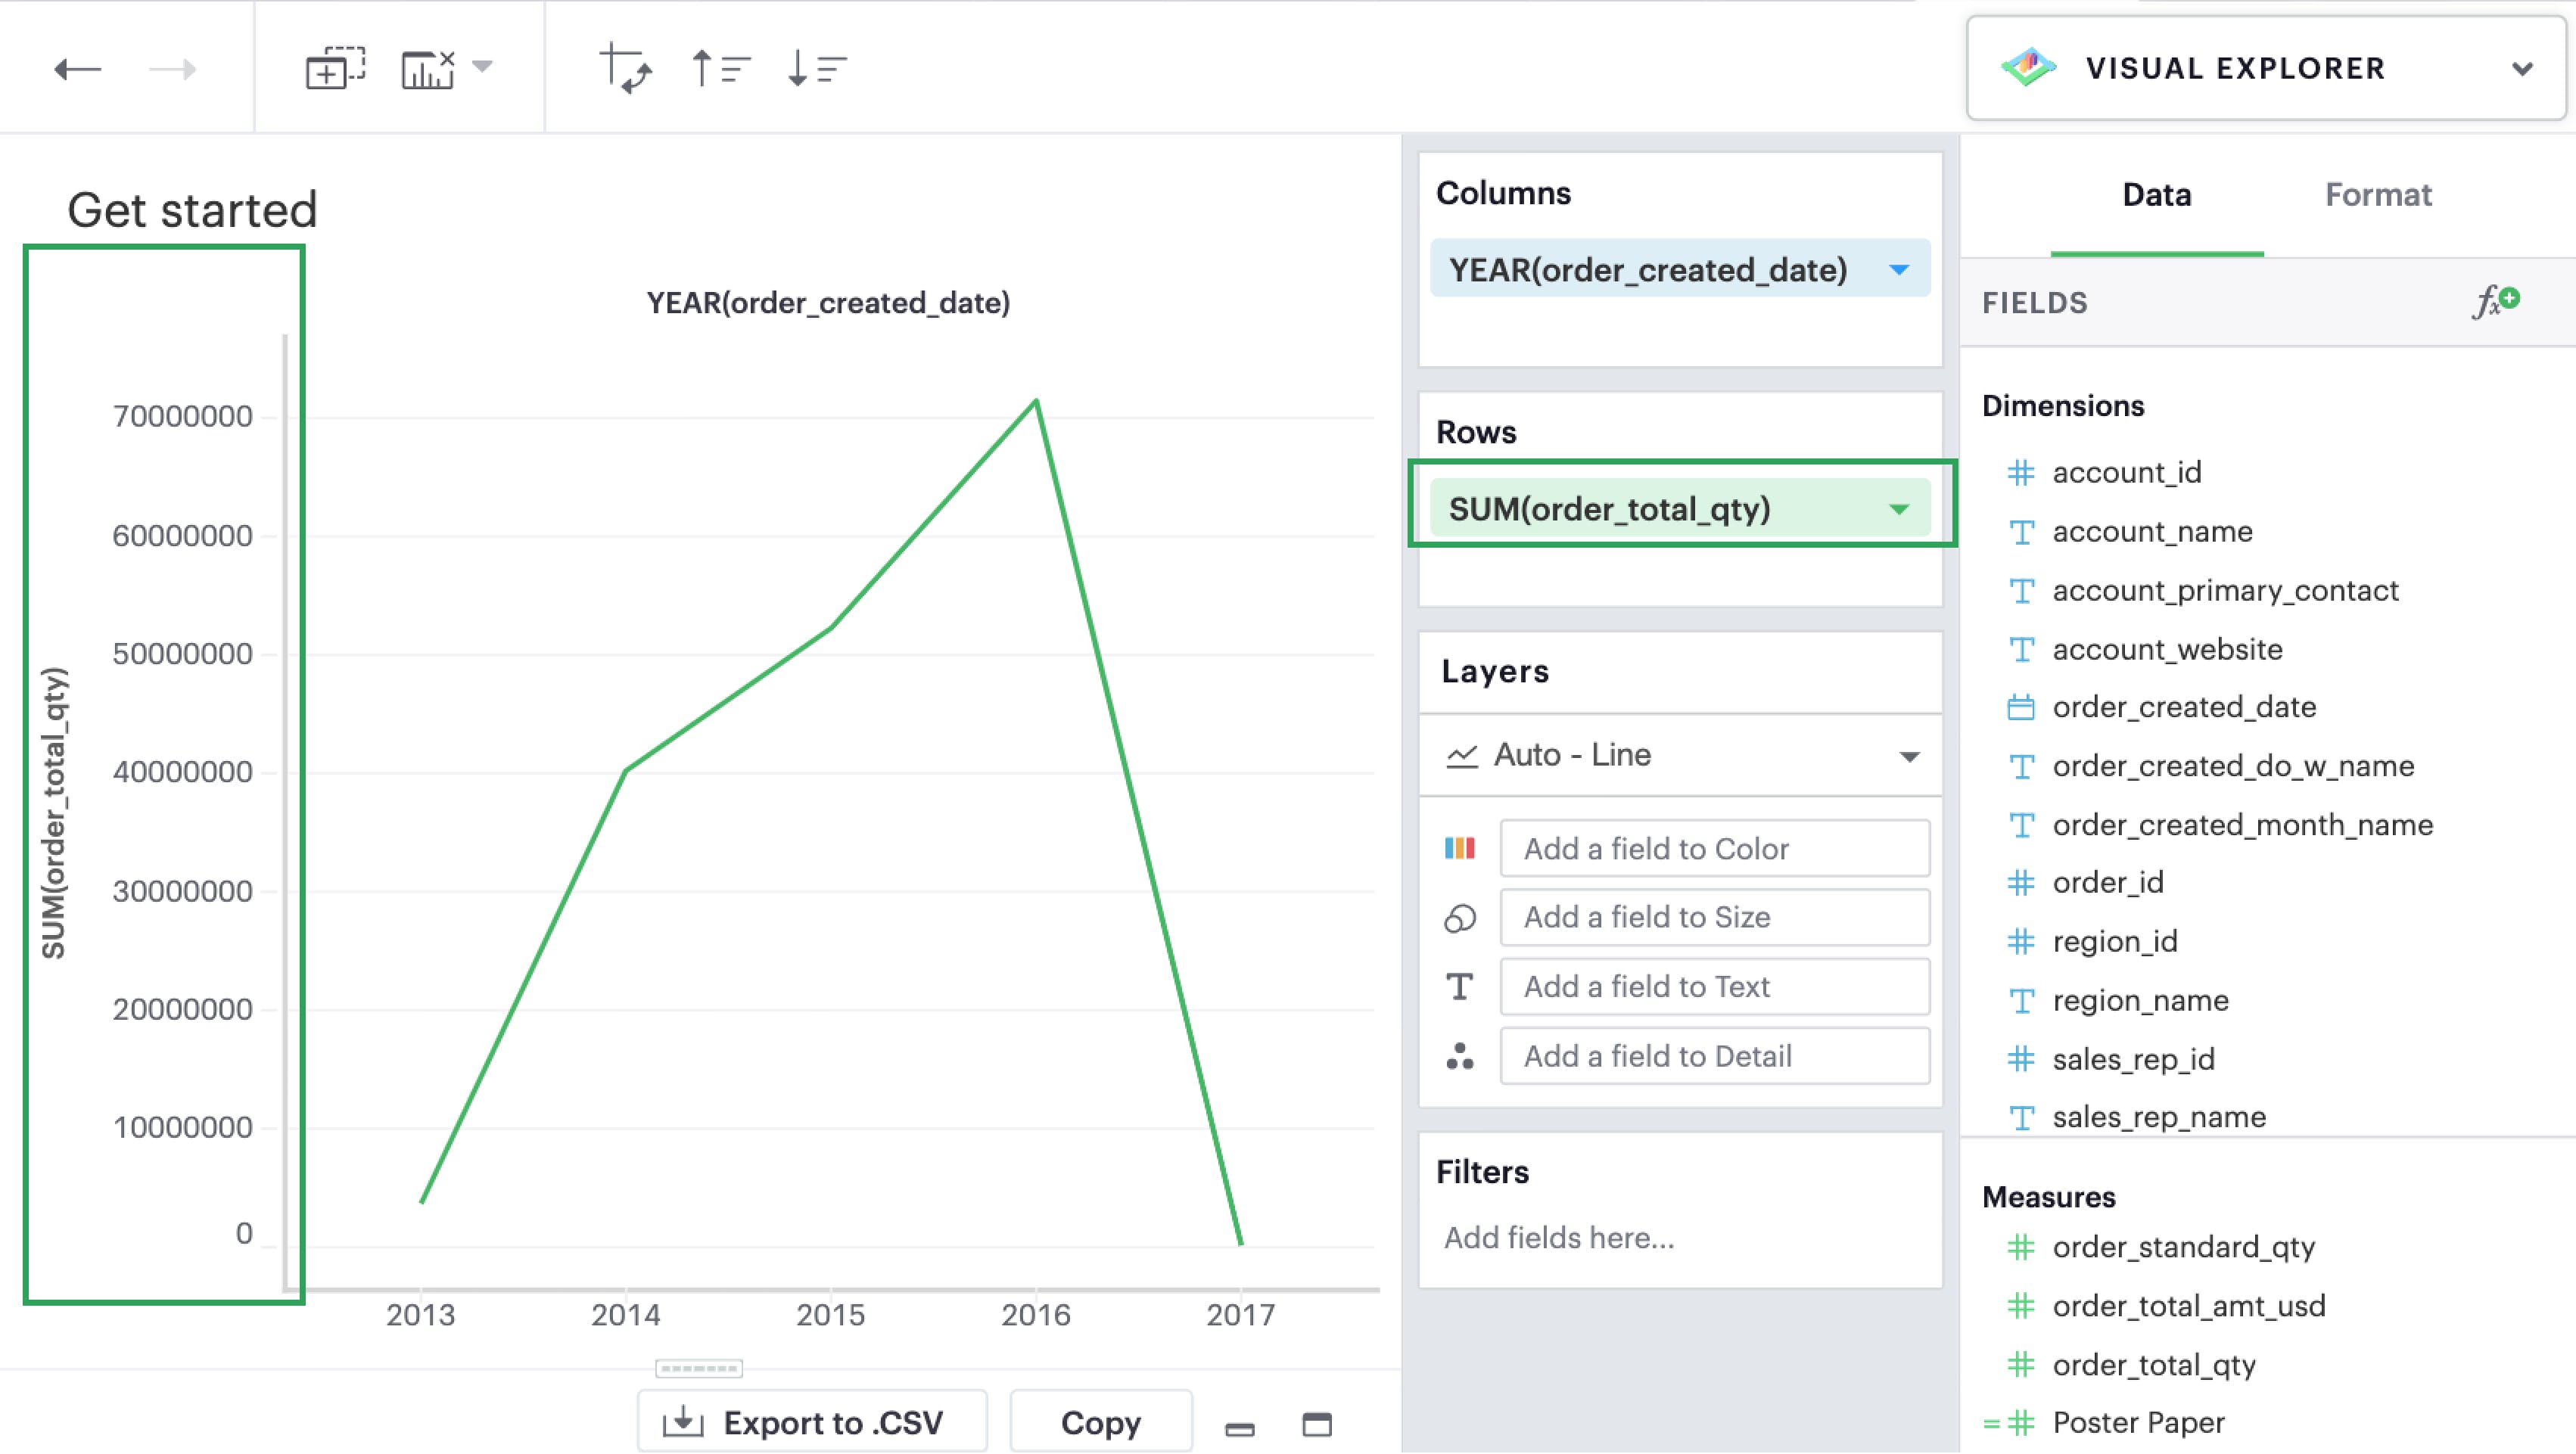 VISUAL EXPLORER
Get started
YEAR(order_created_date)
SUM(order_total_qty)
70000000
60000000
50000000
40000000
30000000
20000000
10000000
0
2013 2014 2015 2016 2017
Export to .CSV
Copy
Columns
YEAR(order_created_date)
Rows
SUM(order_total_qty)
Layers
Auto - Line
Add a field to Color
Add a field to Size
T Add a field to Text
Add a field to Detail
Filters
Add fields here...
Data Format
FIELDS fx
Dimensions
# account_id
T account_name
T account_primary_contact
T account_website
order_created_date
T order_created_do_w_name
T order_created_month_name
# order_id
# region_id
T region_name
# sales_rep_id
T sales_rep_name
Measures
# order_standard_qty
# order_total_amt_usd
# order_total_qty
=# Poster Paper